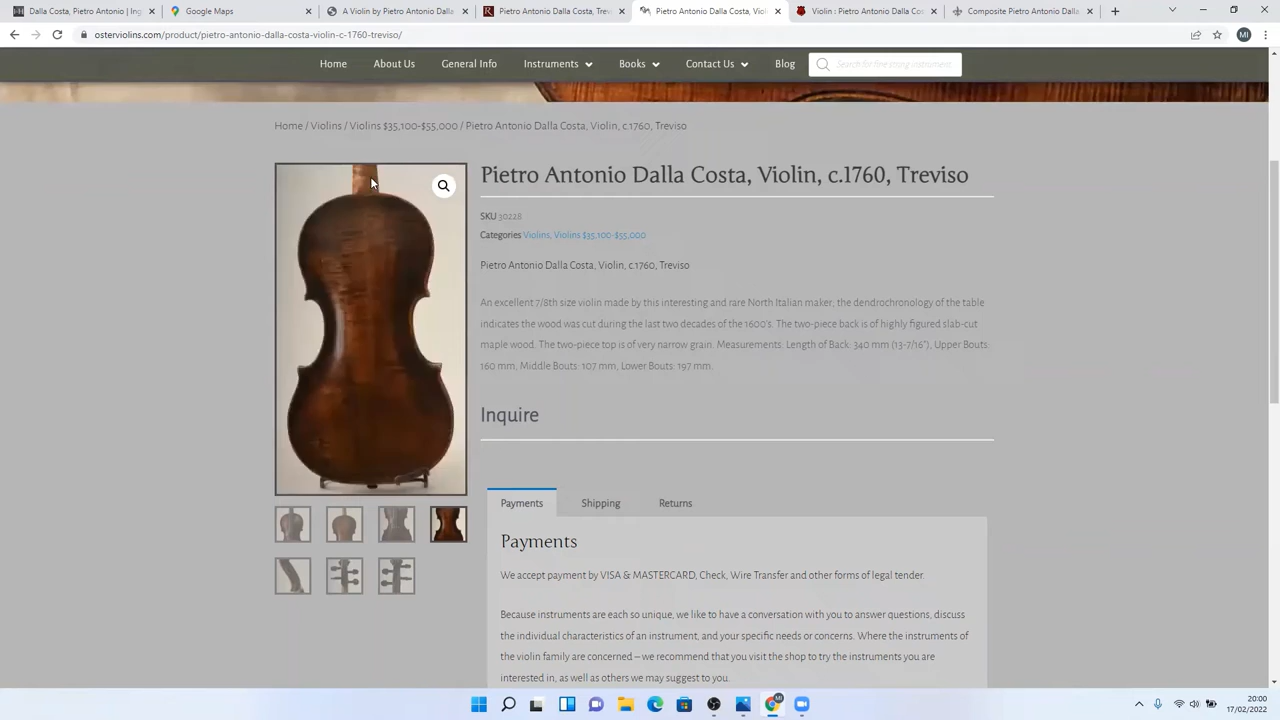 Dalla Costa, Pietro Antonio | Ing
Google Maps
A Violin by Pietro Antonio Dalla
Pietro Antonio Dalla Costa, Trev
Pietro Antonio Dalla Costa, Violin
Violin : Pietro Antonio Dalla Cos
Composite Pietro Antonio Dalla
osterviolins.com/product/pietro-antonio-dalla-costa-violin-c-1760-treviso/
MI
Home
About Us
General Info
Instruments
Books
Contact Us
Blog
Search for fine string instrument
Home / Violins / Violins $35,100-$55,000 / Pietro Antonio Dalla Costa, Violin, c.1760, Treviso
Pietro Antonio Dalla Costa, Violin, c.1760, Treviso
SKU 30228
Categories Violins, Violins $35,100-$55,000
Pietro Antonio Dalla Costa, Violin, c.1760, Treviso
An excellent 7/8th size violin made by this interesting and rare North Italian maker, the dendrochronology of the table
indicates the wood was cut during the last two decades of the 1600's. The two-piece back is of highly figured slab-cut
maple wood. The two-piece top is of very narrow grain. Measurements: Length of Back: 340 mm (13-7/16"), Upper Bouts:
160 mm, Middle Bouts: 107 mm, Lower Bouts: 197 mm.
Inquire
Payments
Shipping
Returns
Payments
We accept payment by VISA & MASTERCARD, Check, Wire Transfer and other forms of legal tender.
Because instruments are each so unique, we like to have a conversation with you to answer questions, discuss
the individual characteristics of an instrument, and your specific needs or concerns. Where the instruments of
the violin family are concerned – we recommend that you visit the shop to try the instruments you are
interested in, as well as others we may suggest to you.
20:00
17/02/2022